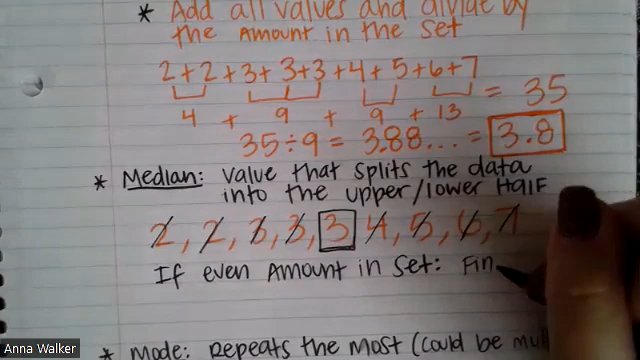 * Add all values and divide by
the Amount in the set
2+2+3+3+3+4+5+6+7
= 35
4 + 9 + 9 + 13
35÷9 = 3.88... = 3.8
* Median: value that splits the data
into the upper/lower Half
2, 2, 3, 3, 3 4, 5, 6, 7
If even Amount in set: Fin
* Mode: Repeats the Most (could be mul
Anna Walker